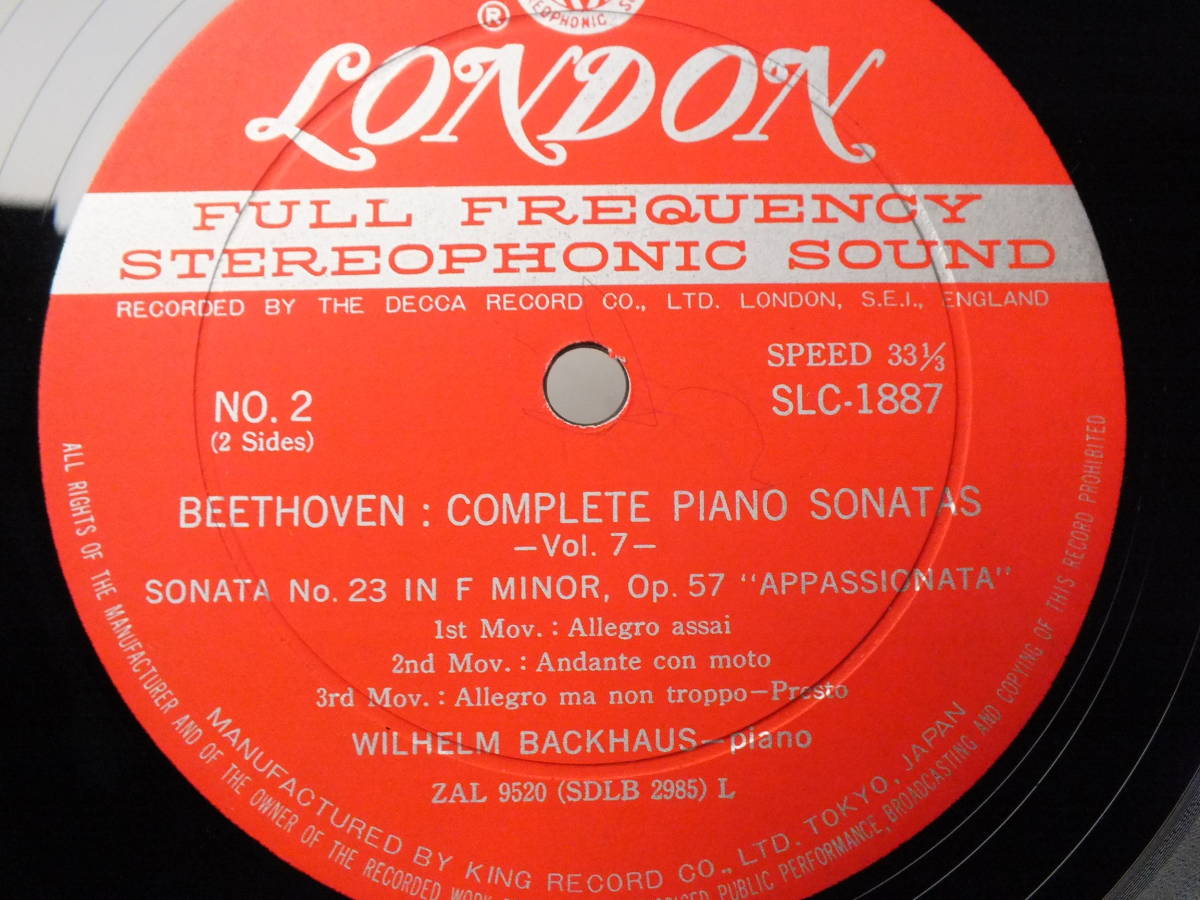 ®
LONDON
FULL FREQUENCY
STEREOPHONIC SOUND
RECORDED BY THE DECCA RECORD CO., LTD. LONDON, S.E.I., ENGLAND
SPEED 33⅓
SLC-1887
NO. 2
(2 Sides)
BEETHOVEN : COMPLETE PIANO SONATAS
—Vol. 7—
SONATA No. 23 IN F MINOR, Op. 57 "APPASSIONATA"
1st Mov. : Allegro assai
2nd Mov. : Andante con moto
3rd Mov. : Allegro ma non troppo—Presto
WILHELM BACKHAUS—piano
ZAL 9520 (SDLB 2985) L
MANUFACTURED BY KING RECORD CO., LTD. TOKYO, JAPAN
ALL RIGHTS OF THE MANUFACTURER AND OF THE OWNER OF THE RECORDED WORK PUBLIC PERFORMANCE, BROADCASTING AND COPYING OF THIS RECORD PROHIBITED